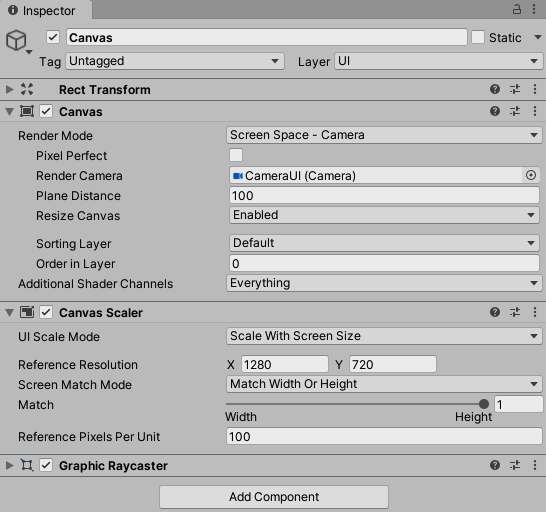 Inspector
Canvas Static
Tag Untagged Layer UI
Rect Transform
Canvas
Render Mode Screen Space - Camera
Pixel Perfect
Render Camera CameraUI (Camera)
Plane Distance 100
Resize Canvas Enabled
Sorting Layer Default
Order in Layer 0
Additional Shader Channels Everything
Canvas Scaler
UI Scale Mode Scale With Screen Size
Reference Resolution X 1280 Y 720
Screen Match Mode Match Width Or Height
Match 1
Width Height
Reference Pixels Per Unit 100
Graphic Raycaster
Add Component